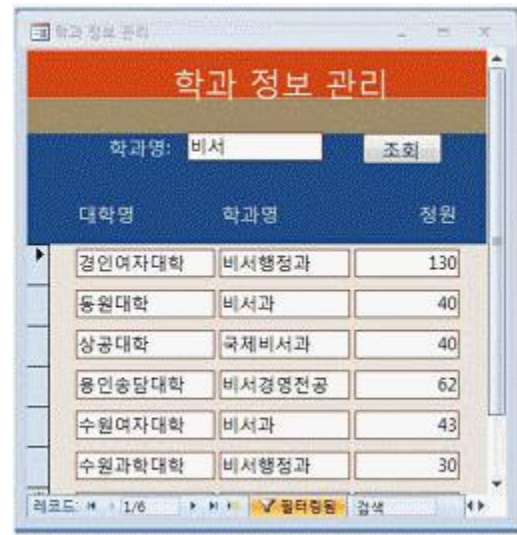 학과 정보 관리
학과 정보 관리
학과명: 비서 조회
대학명 학과명 정원
경인여자대학 비서행정과 130
동원대학 비서과 40
상공대학 국제비서과 40
용인송담대학 비서경영전공 62
수원여자대학 비서과 43
수원과학대학 비서행정과 30
레코드: 1/6 필터링됨 검색